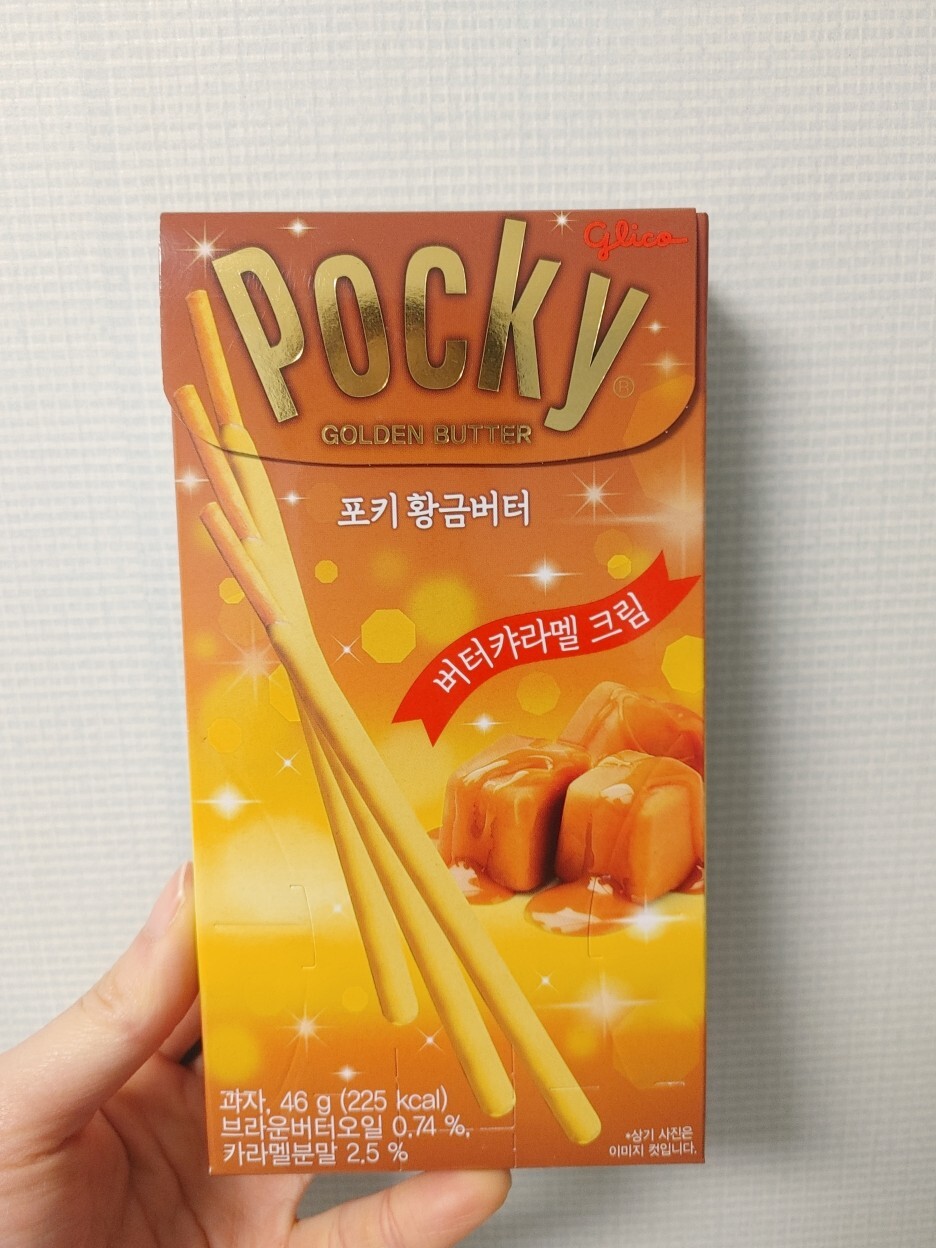 Glico
Pocky®
GOLDEN BUTTER
포키 황금버터
버터캬라멜 크림
과자, 46 g (225 kcal)
브라운버터오일 0.74 %,
카라멜분말 2.5 %
*상기 사진은
이미지 컷입니다.